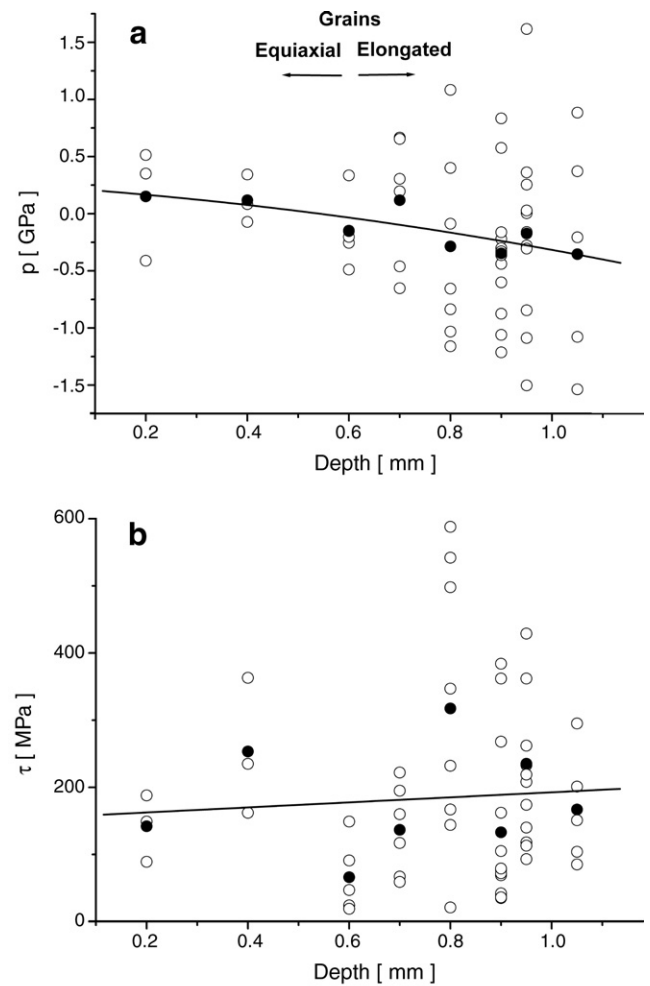 a
Grains
Equiaxial Elongated
1.5
1.0
0.5
0.0
-0.5
-1.0
-1.5
p [ GPa ]
0.2 0.4 0.6 0.8 1.0
Depth [ mm ]
b
600
400
200
0
τ [ MPa ]
0.2 0.4 0.6 0.8 1.0
Depth [ mm ]